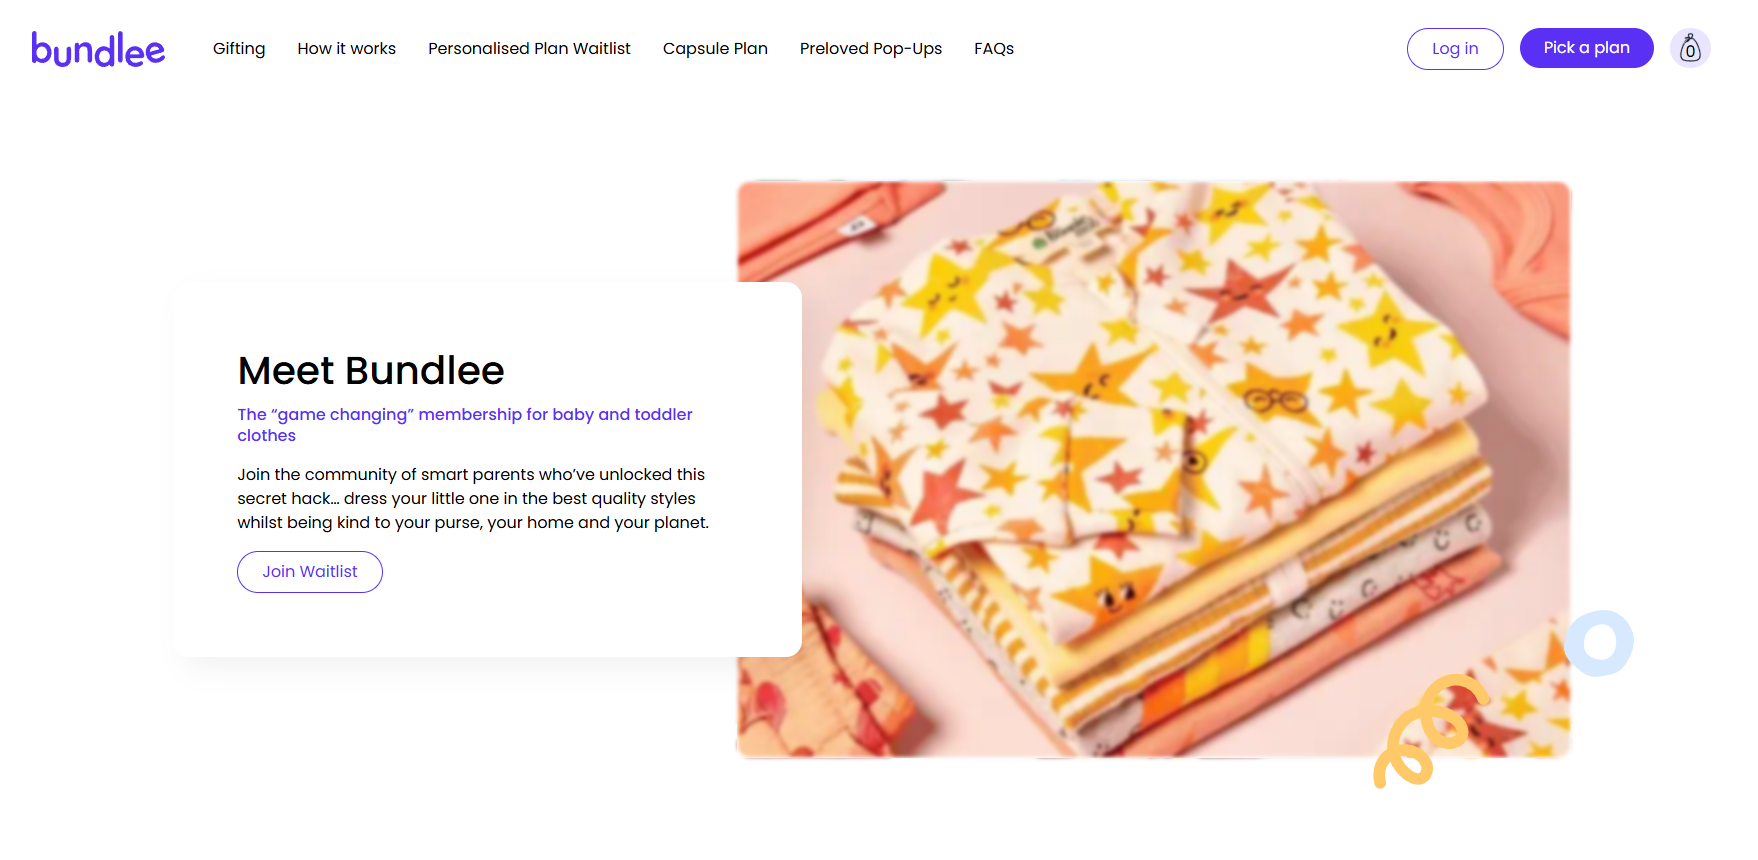 bundlee
Gifting
How it works
Personalised Plan Waitlist
Capsule Plan
Preloved Pop-Ups
FAQs
Log in
Pick a plan
0
Meet Bundlee
The “game changing” membership for baby and toddler
clothes
Join the community of smart parents who’ve unlocked this
secret hack… dress your little one in the best quality styles
whilst being kind to your purse, your home and your planet.
Join Waitlist